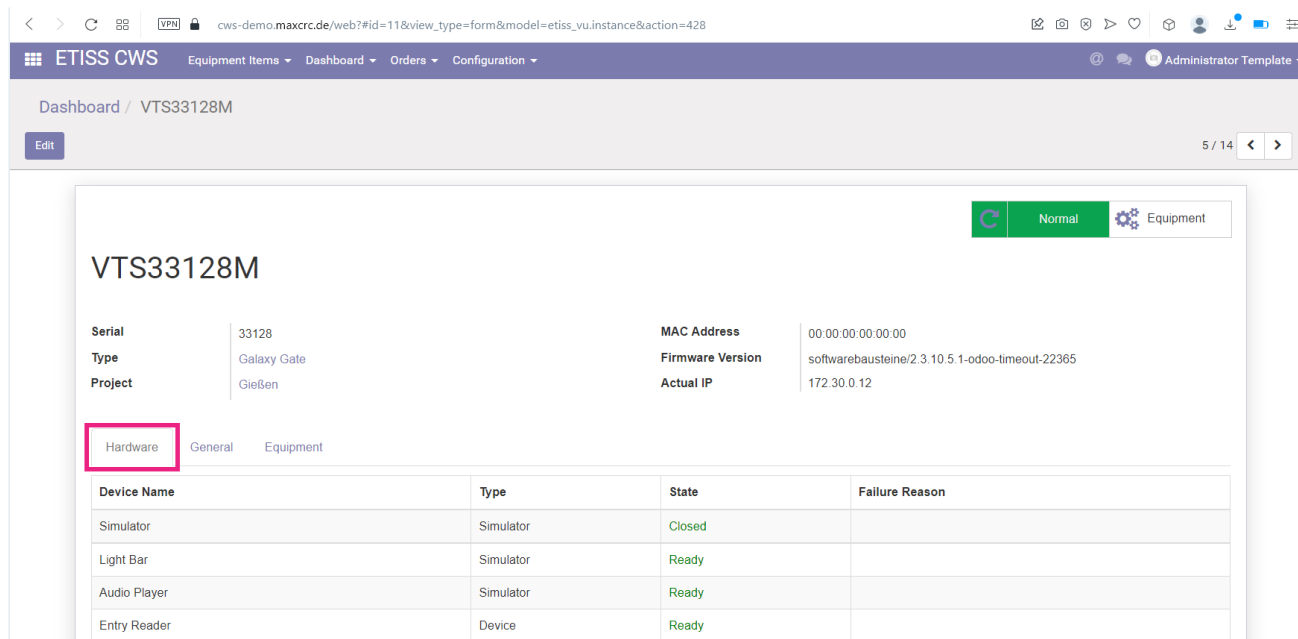 VPN cws-demo.maxcrc.de/web?#id=11&view_type=form&model=etiss_vu.instance&action=428
ETISS CWS Equipment Items Dashboard Orders Configuration @ Administrator Template
Dashboard / VTS33128M
Edit 5 / 14
Normal Equipment
VTS33128M
Serial 33128 MAC Address 00:00:00:00:00:00
Type Galaxy Gate Firmware Version softwarebausteine/2.3.10.5.1-odoo-timeout-22365
Project Gießen Actual IP 172.30.0.12
Hardware General Equipment
Device Name Type State Failure Reason
Simulator Simulator Closed
Light Bar Simulator Ready
Audio Player Simulator Ready
Entry Reader Device Ready